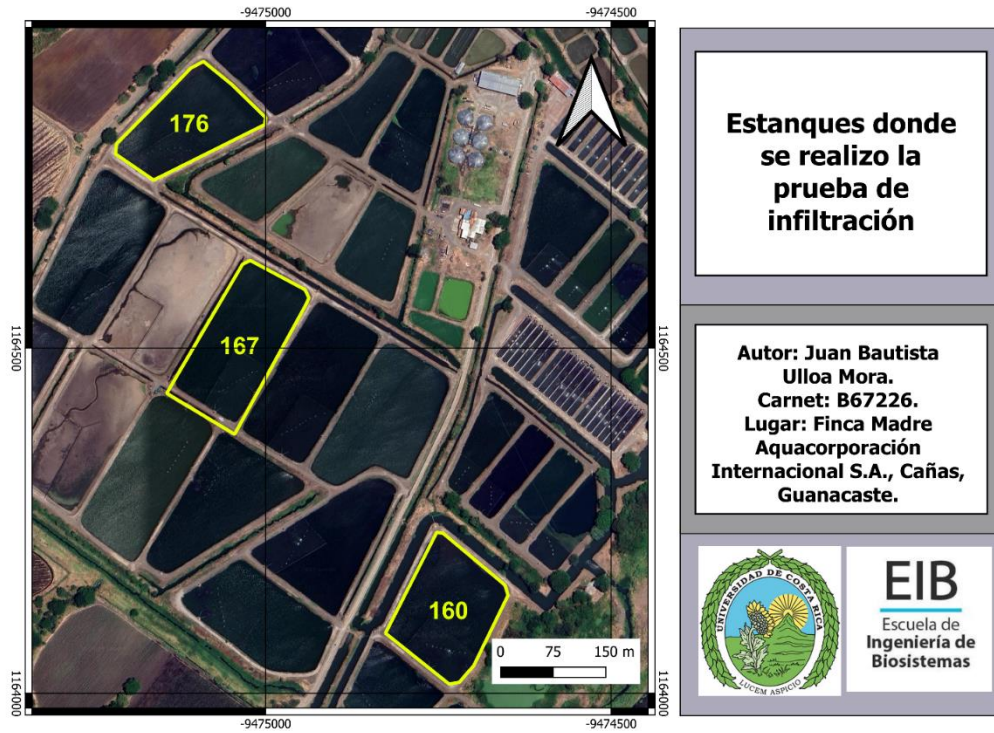 -9475000
-9474500
176
167
160
1164500
1164500
1164000
1164000
0 75 150 m
-9475000
-9474500
Estanques donde
se realizo la
prueba de
infiltración
Autor: Juan Bautista
Ulloa Mora.
Carnet: B67226.
Lugar: Finca Madre
Aquacorporación
Internacional S.A., Cañas,
Guanacaste.
UNIVERSIDAD DE COSTA RICA
LUCEM ASPICIO
EIB
Escuela de
Ingeniería de
Biosistemas